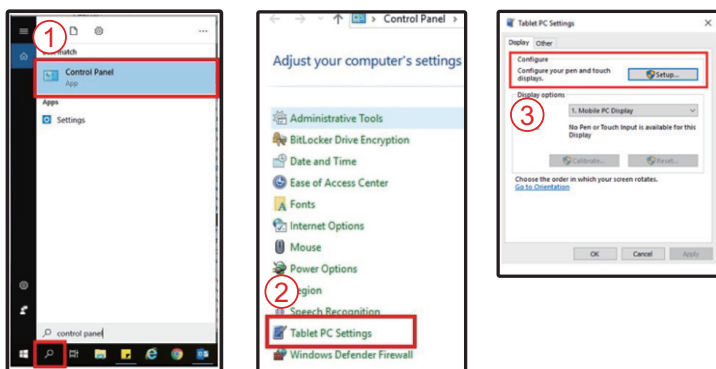 1
...
match
Control Panel
App
Apps
Settings
control panel
Control Panel
Adjust your computer's settings
Administrative Tools
BitLocker Drive Encryption
Date and Time
Ease of Access Center
Fonts
Internet Options
Mouse
Power Options
2
egion
Speech Recognition
Tablet PC Settings
Windows Defender Firewall
Tablet PC Settings
Display Other
Configure
Configure your pen and touch
displays.
Setup...
Display options
3
1. Mobile PC Display
No Pen or Touch Input is available for this
Display
Calibrate... Reset...
Choose the order in which your screen rotates.
Go to Orientation
OK Cancel Apply